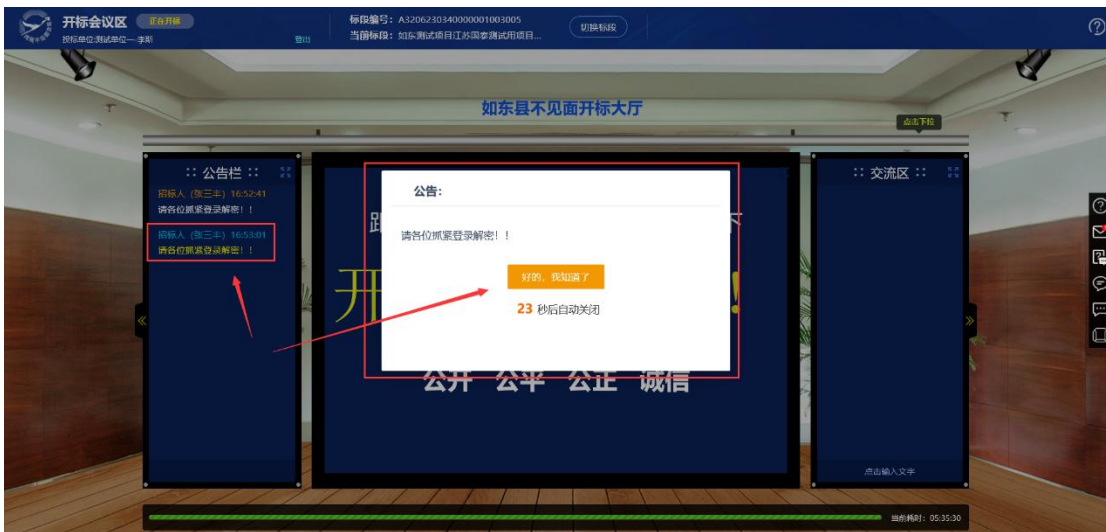 开标会议区 正在开标
投标单位:测试单位一-李斯
登出
标段编号：A3206230340000001003005
当前标段：如东测试项目江苏国泰测试用项目...
切换标段
如东县不见面开标大厅
点击下拉
:: 公告栏 ::
招标人（张三丰）16:52:41
请各位抓紧登录解密！！
招标人（张三丰）16:53:01
请各位抓紧登录解密！！
公告：
请各位抓紧登录解密！！
好的，我知道了
23 秒后自动关闭
距
下
开
!
公开 公平 公正 诚信
:: 交流区 ::
点击输入文字
当前耗时：05:35:30